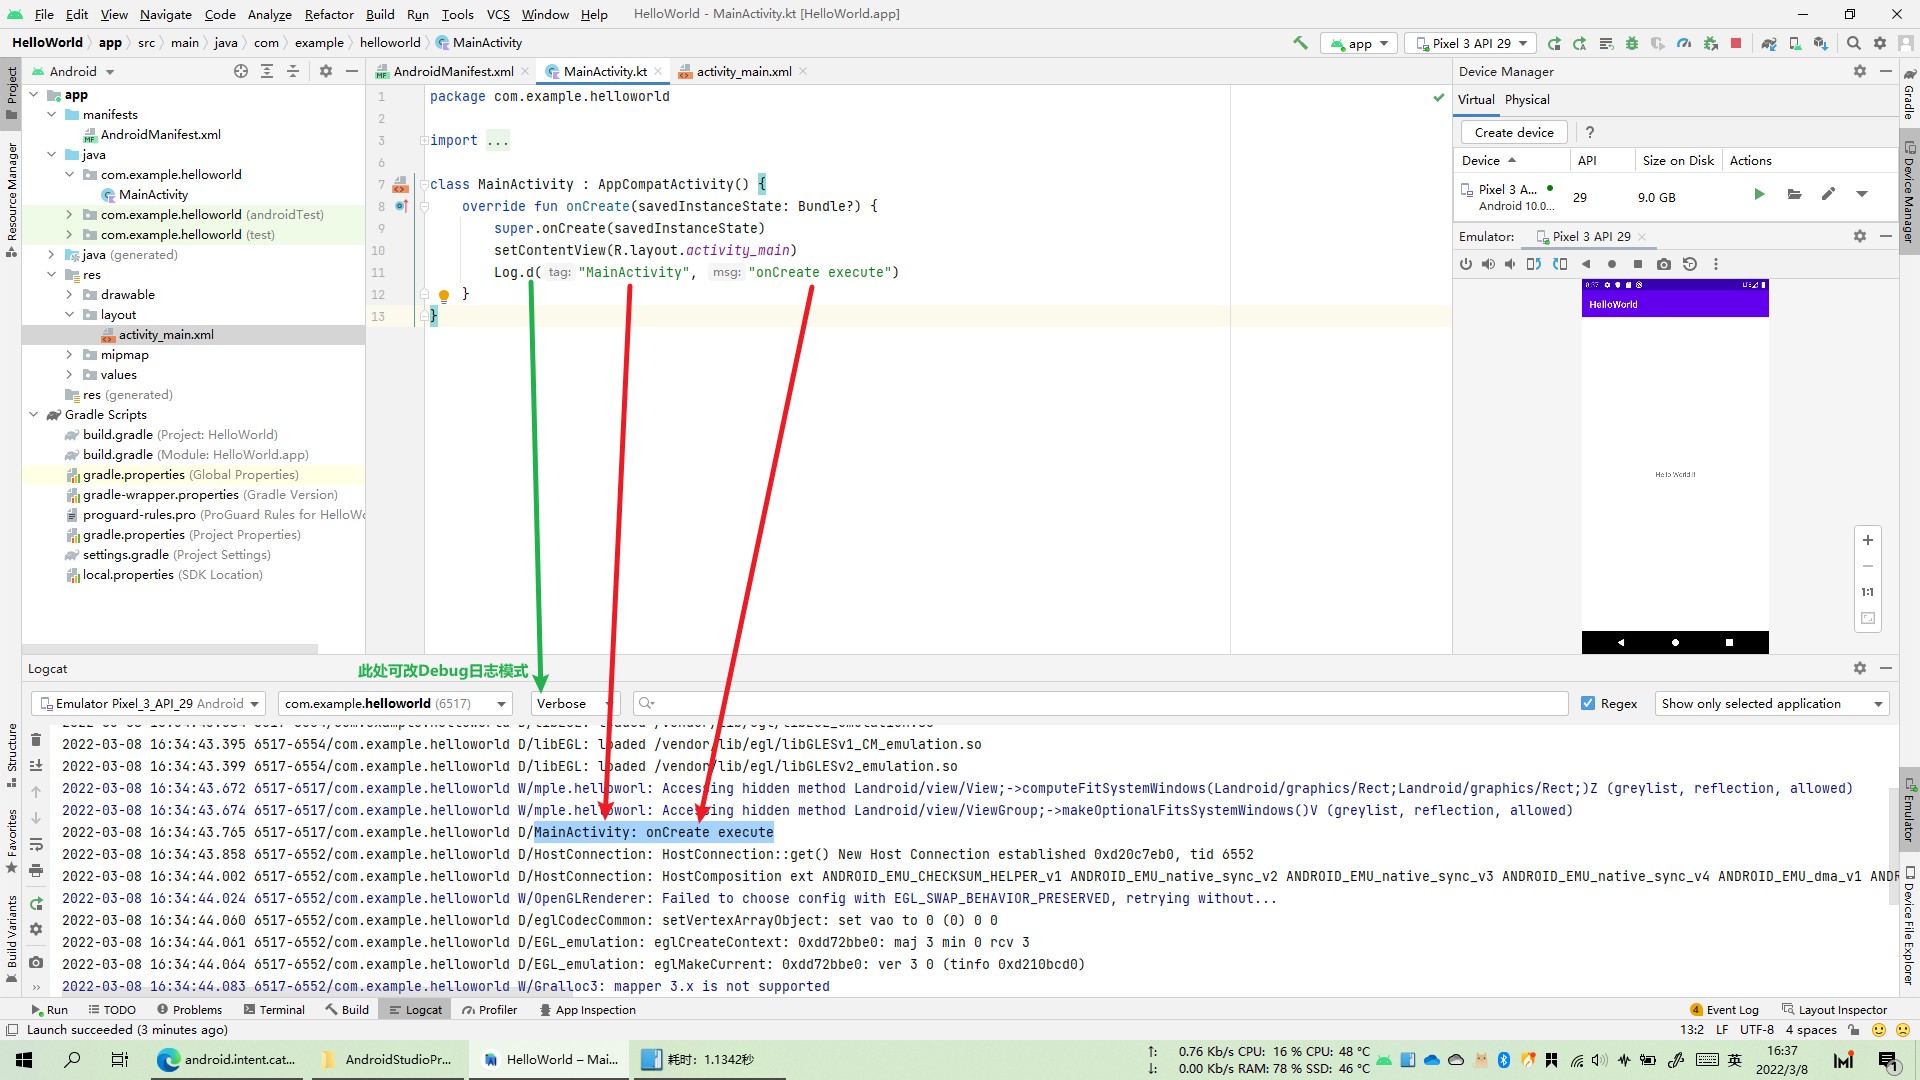 File Edit View Navigate Code Analyze Refactor Build Run Tools VCS Window Help HelloWorld - MainActivity.kt [HelloWorld.app]
HelloWorld app src main java com example helloworld MainActivity
app Pixel 3 API 29
Project
Resource Manager
Structure
Favorites
Build Variants
Android
app
manifests
AndroidManifest.xml
java
com.example.helloworld
MainActivity
com.example.helloworld (androidTest)
com.example.helloworld (test)
java (generated)
res
drawable
layout
activity_main.xml
mipmap
values
res (generated)
Gradle Scripts
build.gradle (Project: HelloWorld)
build.gradle (Module: HelloWorld.app)
gradle.properties (Global Properties)
gradle-wrapper.properties (Gradle Version)
proguard-rules.pro (ProGuard Rules for HelloWo
gradle.properties (Project Properties)
settings.gradle (Project Settings)
local.properties (SDK Location)
AndroidManifest.xml MainActivity.kt activity_main.xml
1 package com.example.helloworld
2
3 import ...
6
7 class MainActivity : AppCompatActivity() {
8 override fun onCreate(savedInstanceState: Bundle?) {
9 super.onCreate(savedInstanceState)
10 setContentView(R.layout.activity_main)
11 Log.d( tag: "MainActivity", msg: "onCreate execute")
12 }
13 }
Device Manager
Virtual Physical
Create device ?
Device API Size on Disk Actions
Pixel 3 A... 29 9.0 GB
Android 10.0...
Emulator: Pixel 3 API 29
HelloWorld
Hello World!!
1:1
Gradle
Device Manager
Emulator
Device File Explorer
Logcat
此处可改Debug日志模式
Emulator Pixel_3_API_29 Android com.example.helloworld (6517) Verbose Regex Show only selected application
2022-03-08 16:34:43.395 6517-6554/com.example.helloworld D/libEGL: loaded /vendor/lib/egl/libGLESv1_CM_emulation.so
2022-03-08 16:34:43.399 6517-6554/com.example.helloworld D/libEGL: loaded /vendor/lib/egl/libGLESv2_emulation.so
2022-03-08 16:34:43.672 6517-6517/com.example.helloworld W/mple.helloworl: Accessing hidden method Landroid/view/View;->computeFitSystemWindows(Landroid/graphics/Rect;Landroid/graphics/Rect;)Z (greylist, reflection, allowed)
2022-03-08 16:34:43.674 6517-6517/com.example.helloworld W/mple.helloworl: Accessing hidden method Landroid/view/ViewGroup;->makeOptionalFitsSystemWindows()V (greylist, reflection, allowed)
2022-03-08 16:34:43.765 6517-6517/com.example.helloworld D/MainActivity: onCreate execute
2022-03-08 16:34:43.858 6517-6552/com.example.helloworld D/HostConnection: HostConnection::get() New Host Connection established 0xd20c7eb0, tid 6552
2022-03-08 16:34:44.002 6517-6552/com.example.helloworld D/HostConnection: HostComposition ext ANDROID_EMU_CHECKSUM_HELPER_v1 ANDROID_EMU_native_sync_v2 ANDROID_EMU_native_sync_v3 ANDROID_EMU_native_sync_v4 ANDROID_EMU_dma_v1 ANDR
2022-03-08 16:34:44.024 6517-6552/com.example.helloworld W/OpenGLRenderer: Failed to choose config with EGL_SWAP_BEHAVIOR_PRESERVED, retrying without...
2022-03-08 16:34:44.060 6517-6552/com.example.helloworld D/eglCodecCommon: setVertexArrayObject: set vao to 0 (0) 0 0
2022-03-08 16:34:44.061 6517-6552/com.example.helloworld D/EGL_emulation: eglCreateContext: 0xdd72bbe0: maj 3 min 0 rcv 3
2022-03-08 16:34:44.064 6517-6552/com.example.helloworld D/EGL_emulation: eglMakeCurrent: 0xdd72bbe0: ver 3 0 (tinfo 0xd210bcd0)
2022-03-08 16:34:44.083 6517-6552/com.example.helloworld W/Gralloc3: mapper 3.x is not supported
Run TODO Problems Terminal Build Logcat Profiler App Inspection 4 Event Log Layout Inspector
Launch succeeded (3 minutes ago) 13:2 LF UTF-8 4 spaces
android.intent.cat... AndroidStudioPr... HelloWorld – Mai... 耗时: 1.1342秒
↑: 0.76 Kb/s CPU: 16 % CPU: 48 °C
↓: 0.00 Kb/s RAM: 78 % SSD: 46 °C
英 16:37
2022/3/8
1